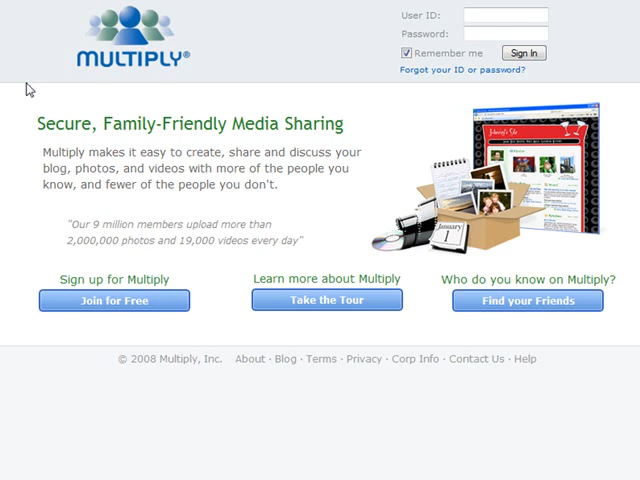 MULTIPLY®
User ID:
Password:
Remember me
Sign In
Forgot your ID or password?
Secure, Family-Friendly Media Sharing
Multiply makes it easy to create, share and discuss your
blog, photos, and videos with more of the people you
know, and fewer of the people you don't.
"Our 9 million members upload more than
2,000,000 photos and 19,000 videos every day"
January
1
Sign up for Multiply
Join for Free
Learn more about Multiply
Take the Tour
Who do you know on Multiply?
Find your Friends
© 2008 Multiply, Inc. About · Blog · Terms · Privacy · Corp Info · Contact Us · Help